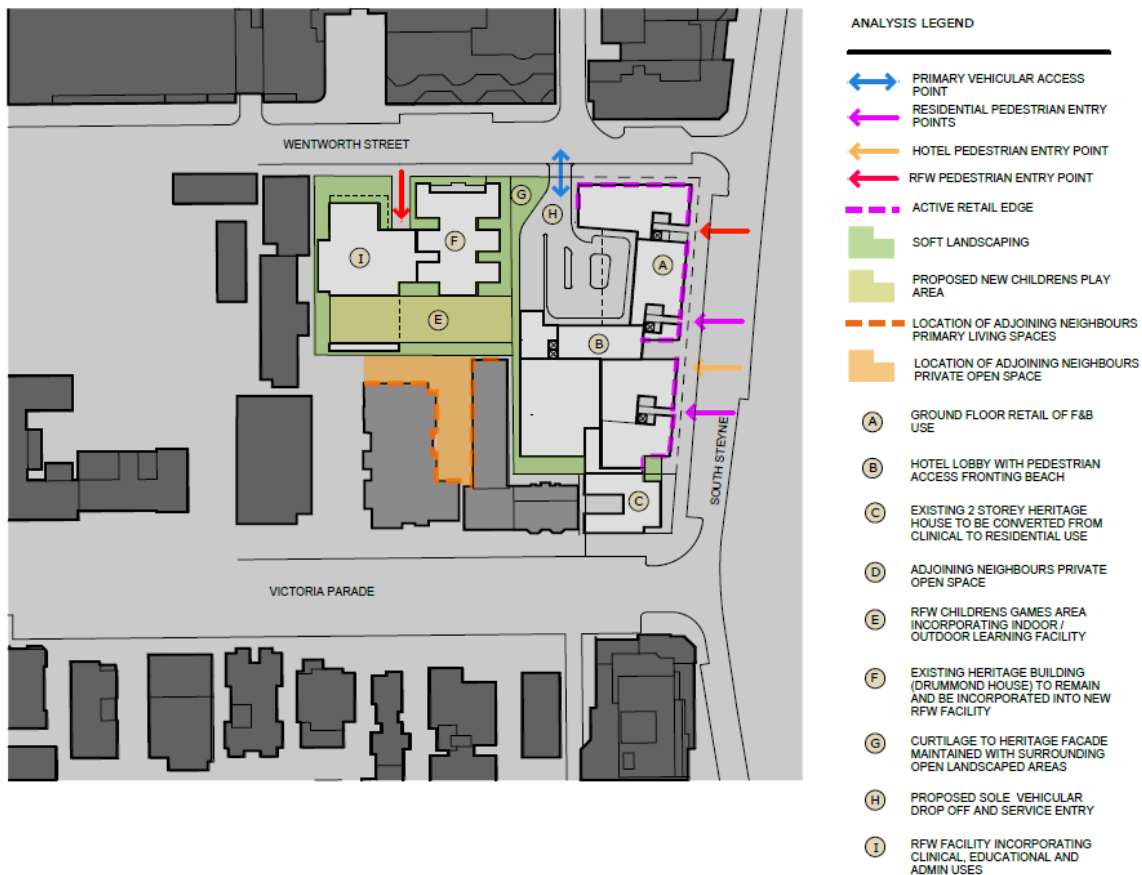 WENTWORTH STREET
G
H
F
I
A
E
B
C
SOUTH STEYNE
VICTORIA PARADE
ANALYSIS LEGEND
PRIMARY VEHICULAR ACCESS
POINT
RESIDENTIAL PEDESTRIAN ENTRY
POINTS
HOTEL PEDESTRIAN ENTRY POINT
RFW PEDESTRIAN ENTRY POINT
ACTIVE RETAIL EDGE
SOFT LANDSCAPING
PROPOSED NEW CHILDRENS PLAY
AREA
LOCATION OF ADJOINING NEIGHBOURS
PRIMARY LIVING SPACES
LOCATION OF ADJOINING NEIGHBOURS
PRIVATE OPEN SPACE
A GROUND FLOOR RETAIL OF F&B
USE
B HOTEL LOBBY WITH PEDESTRIAN
ACCESS FRONTING BEACH
C EXISTING 2 STOREY HERITAGE
HOUSE TO BE CONVERTED FROM
CLINICAL TO RESIDENTIAL USE
D ADJOINING NEIGHBOURS PRIVATE
OPEN SPACE
E RFW CHILDRENS GAMES AREA
INCORPORATING INDOOR /
OUTDOOR LEARNING FACILITY
F EXISTING HERITAGE BUILDING
(DRUMMOND HOUSE) TO REMAIN
AND BE INCORPORATED INTO NEW
RFW FACILITY
G CURTILAGE TO HERITAGE FACADE
MAINTAINED WITH SURROUNDING
OPEN LANDSCAPED AREAS
H PROPOSED SOLE VEHICULAR
DROP OFF AND SERVICE ENTRY
I RFW FACILITY INCORPORATING
CLINICAL, EDUCATIONAL AND
ADMIN USES